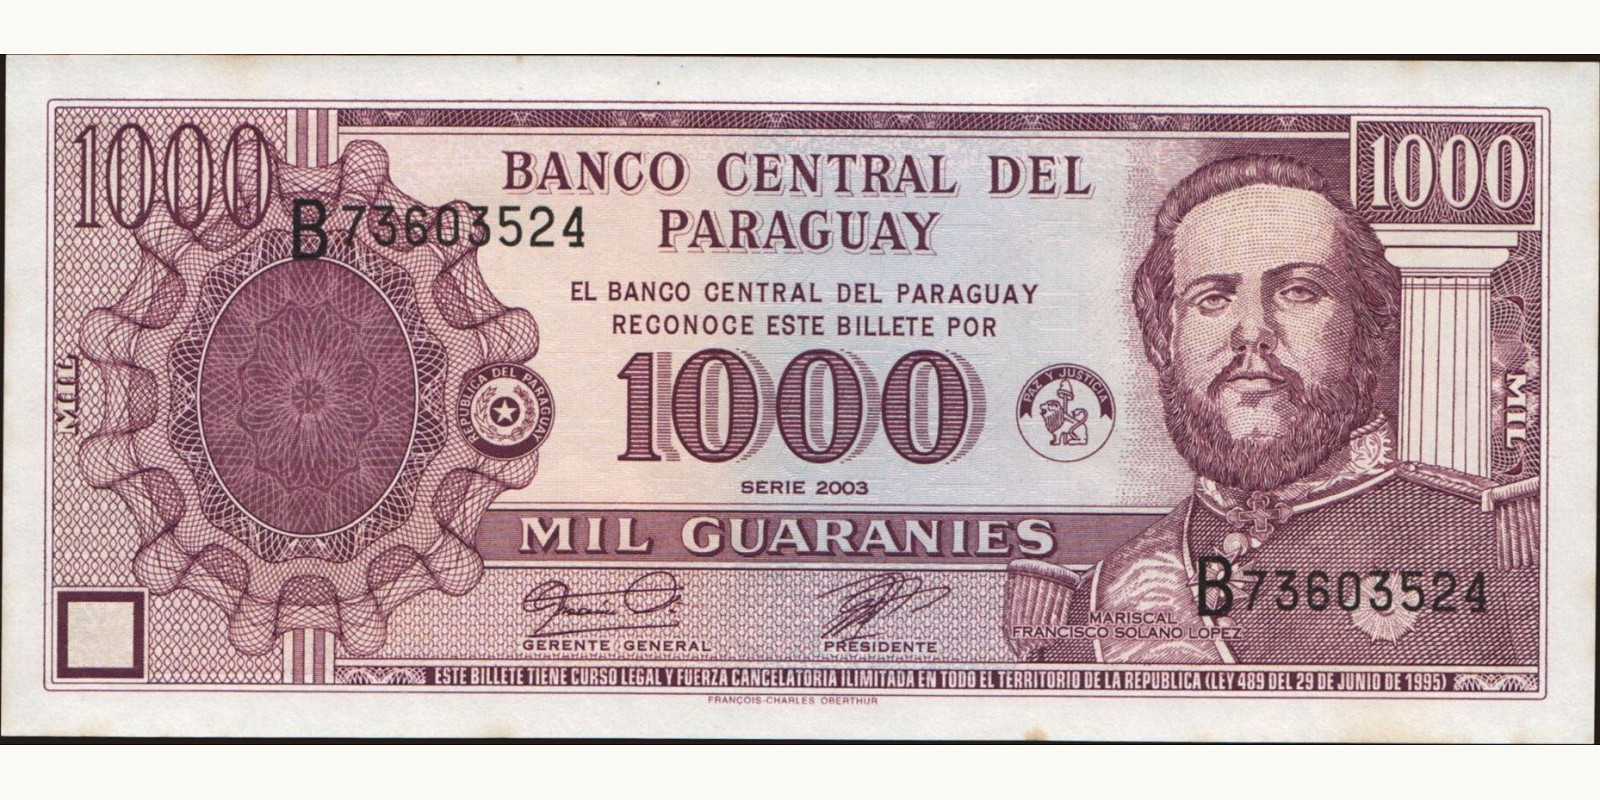 1000
B73603524
BANCO CENTRAL DEL
PARAGUAY
1000
EL BANCO CENTRAL DEL PARAGUAY
RECONOCE ESTE BILLETE POR
1000
MIL
REPUBLICA DEL PARAGUAY
PAZ Y JUSTICIA
MIL
SERIE 2003
MIL GUARANIES
B73603524
GERENTE GENERAL
PRESIDENTE
MARISCAL
FRANCISCO SOLANO LOPEZ
ESTE BILLETE TIENE CURSO LEGAL Y FUERZA CANCELATORIA ILIMITADA EN TODO EL TERRITORIO DE LA REPUBLICA (LEY 489 DEL 29 DE JUNIO DE 1995)
FRANÇOIS-CHARLES OBERTHUR